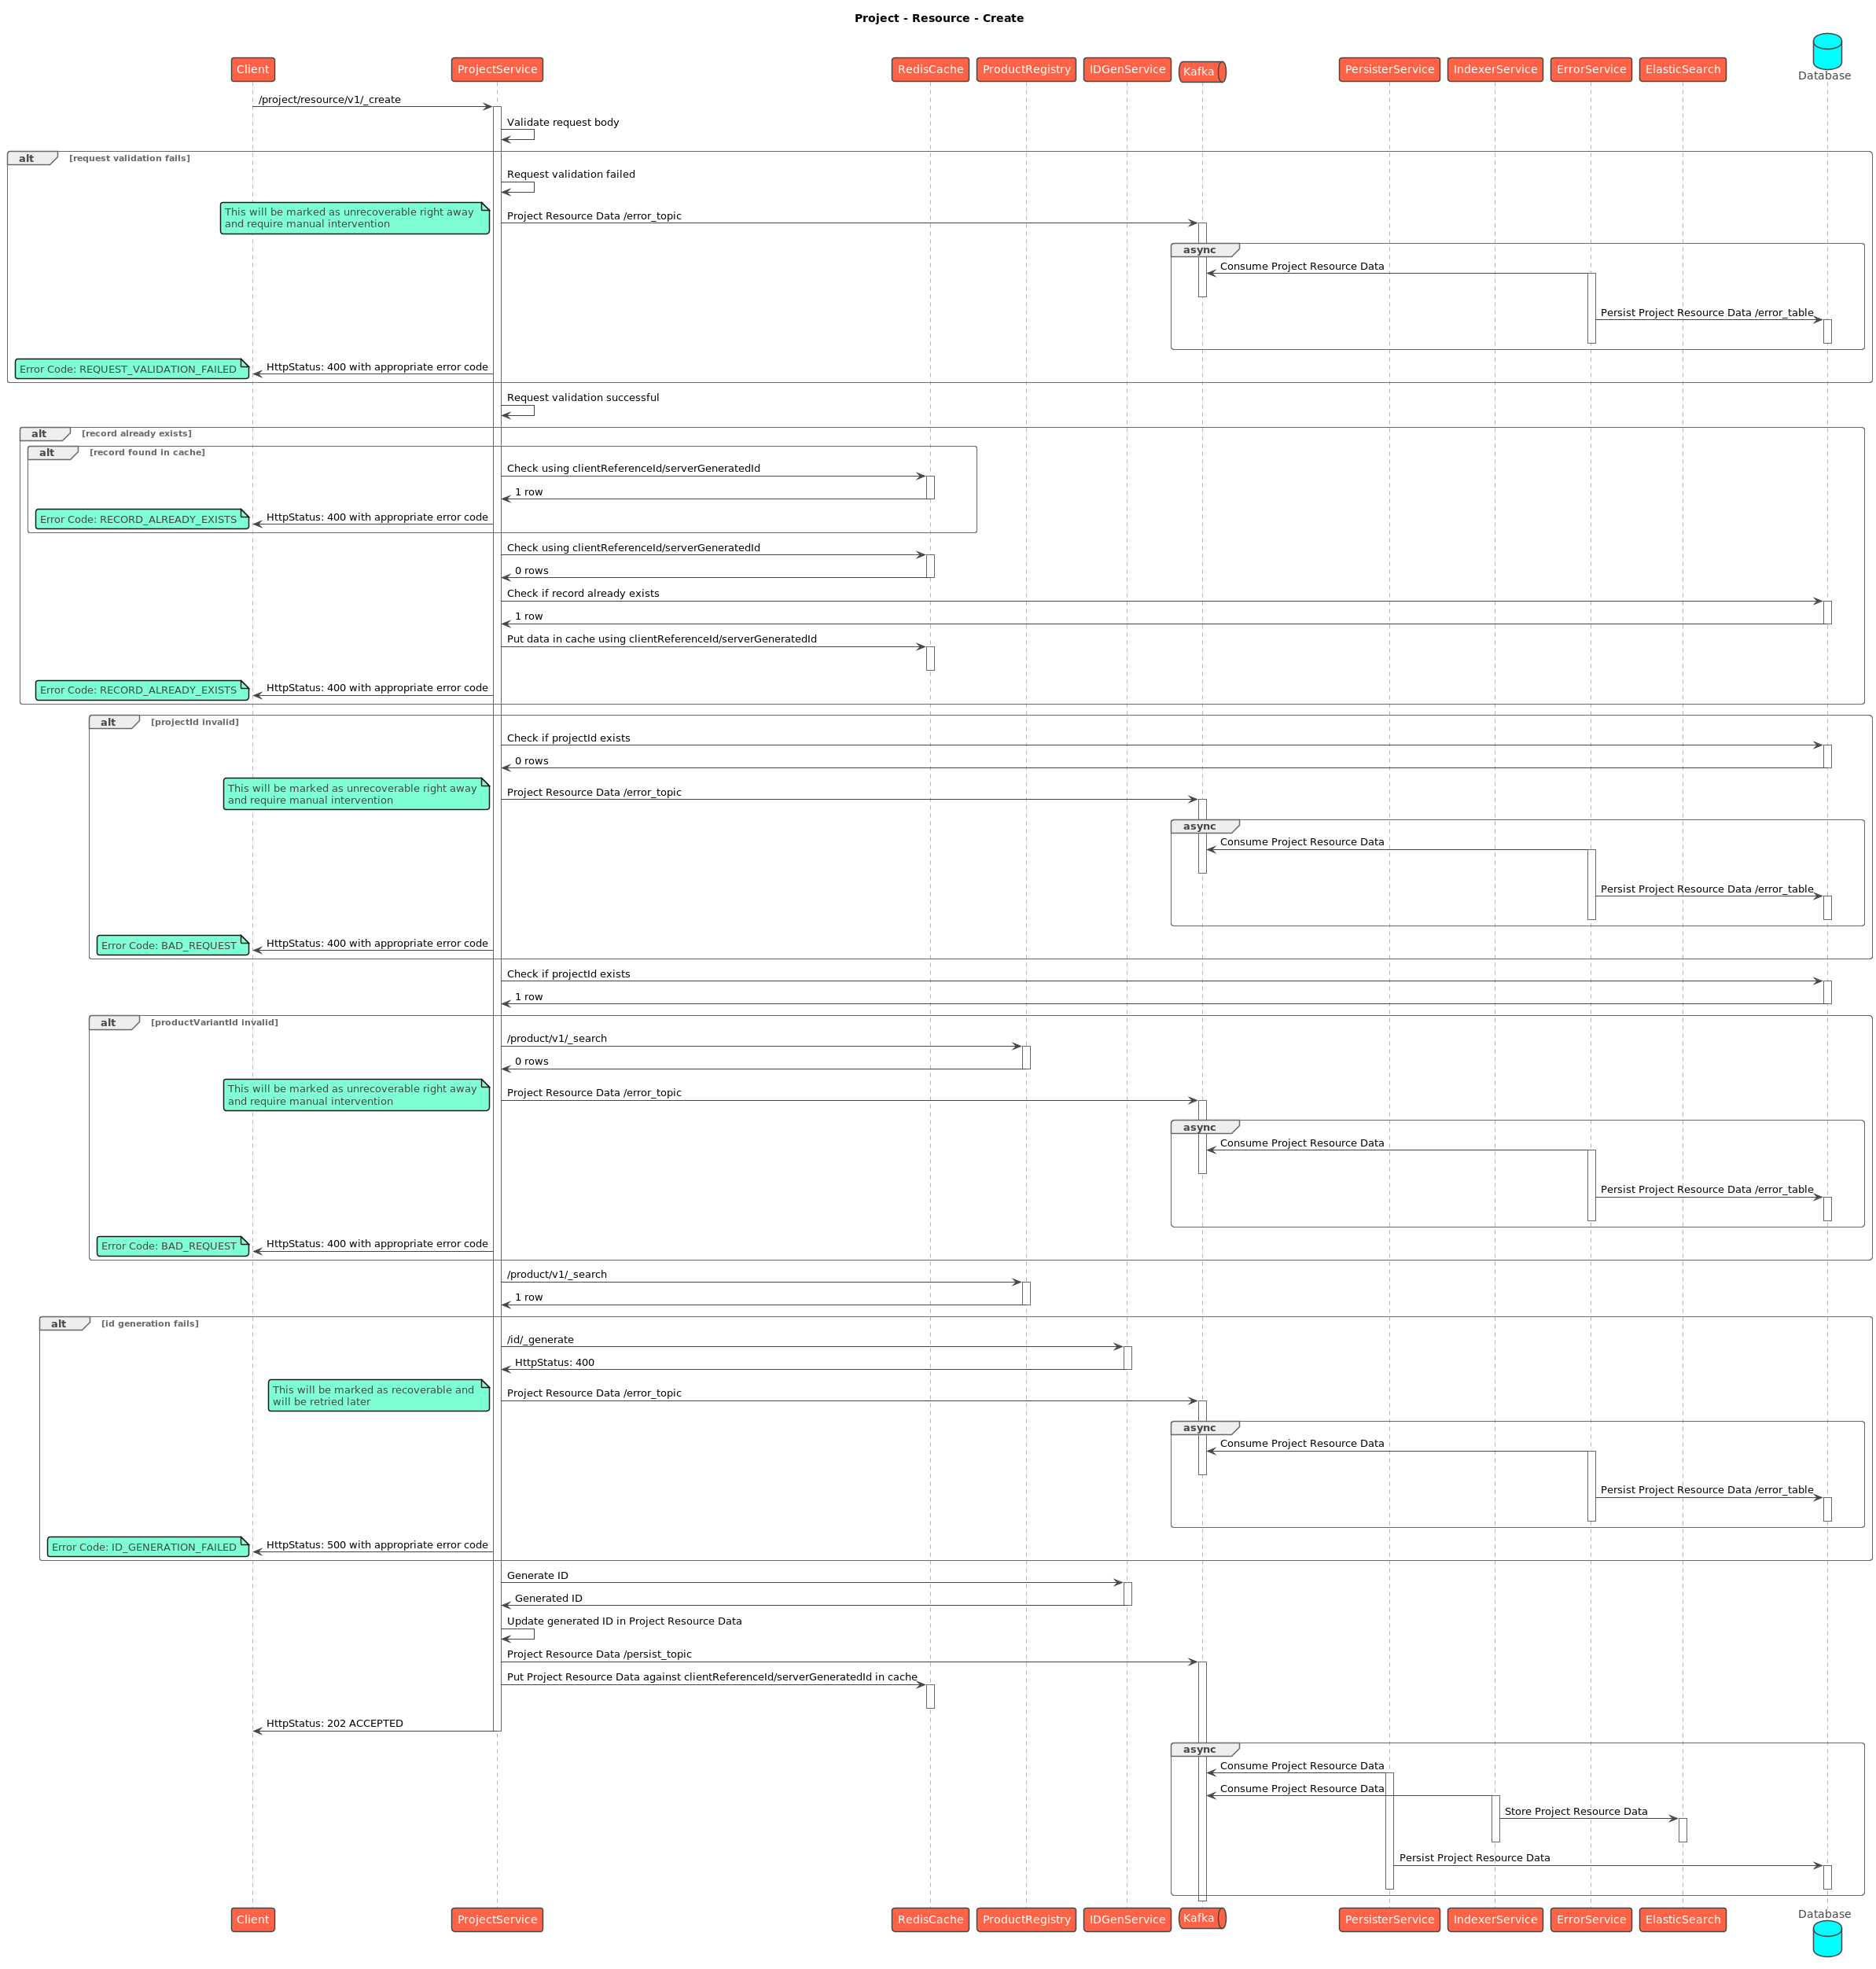 Project - Resource - Create
Client
ProjectService
RedisCache
ProductRegistry
IDGenService
Kafka
PersisterService
IndexerService
ErrorService
ElasticSearch
Database
/project/resource/v1/_create
Validate request body
alt [request validation fails]
Request validation failed
This will be marked as unrecoverable right away
and require manual intervention
Project Resource Data /error_topic
async
Consume Project Resource Data
Persist Project Resource Data /error_table
Error Code: REQUEST_VALIDATION_FAILED
HttpStatus: 400 with appropriate error code
Request validation successful
alt [record already exists]
alt [record found in cache]
Check using clientReferenceId/serverGeneratedId
1 row
Error Code: RECORD_ALREADY_EXISTS
HttpStatus: 400 with appropriate error code
Check using clientReferenceId/serverGeneratedId
0 rows
Check if record already exists
1 row
Put data in cache using clientReferenceId/serverGeneratedId
Error Code: RECORD_ALREADY_EXISTS
HttpStatus: 400 with appropriate error code
alt [projectId invalid]
Check if projectId exists
0 rows
This will be marked as unrecoverable right away
and require manual intervention
Project Resource Data /error_topic
async
Consume Project Resource Data
Persist Project Resource Data /error_table
Error Code: BAD_REQUEST
HttpStatus: 400 with appropriate error code
Check if projectId exists
1 row
alt [productVariantId invalid]
/product/v1/_search
0 rows
This will be marked as unrecoverable right away
and require manual intervention
Project Resource Data /error_topic
async
Consume Project Resource Data
Persist Project Resource Data /error_table
Error Code: BAD_REQUEST
HttpStatus: 400 with appropriate error code
/product/v1/_search
1 row
alt [id generation fails]
/id/_generate
HttpStatus: 400
This will be marked as recoverable and
will be retried later
Project Resource Data /error_topic
async
Consume Project Resource Data
Persist Project Resource Data /error_table
Error Code: ID_GENERATION_FAILED
HttpStatus: 500 with appropriate error code
Generate ID
Generated ID
Update generated ID in Project Resource Data
Project Resource Data /persist_topic
Put Project Resource Data against clientReferenceId/serverGeneratedId in cache
HttpStatus: 202 ACCEPTED
async
Consume Project Resource Data
Consume Project Resource Data
Store Project Resource Data
Persist Project Resource Data
Client
ProjectService
RedisCache
ProductRegistry
IDGenService
Kafka
PersisterService
IndexerService
ErrorService
ElasticSearch
Database